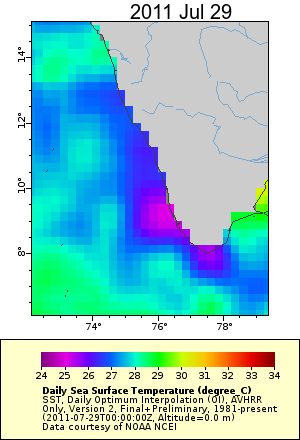 2011 Jul 29
14°
12°
10°
8°
74° 76° 78°
24 25 26 27 28 29 30 31 32 33 34
Daily Sea Surface Temperature (degree_C)
SST, Daily Optimum Interpolation (OI), AVHRR
Only, Version 2, Final+Preliminary, 1981-present
(2011-07-29T00:00:00Z, Altitude=0.0 m)
Data courtesy of NOAA NCEI